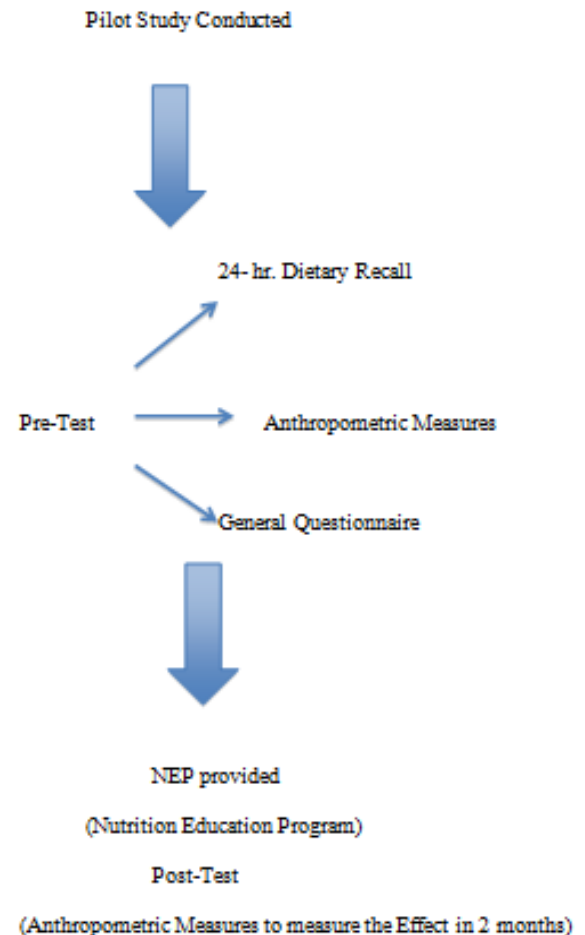 Pilot Study Conducted
24- hr. Dietary Recall
Pre-Test
Anthropometric Measures
General Questionnaire
NEP provided
(Nutrition Education Program)
Post-Test
(Anthropometric Measures to measure the Effect in 2 months)